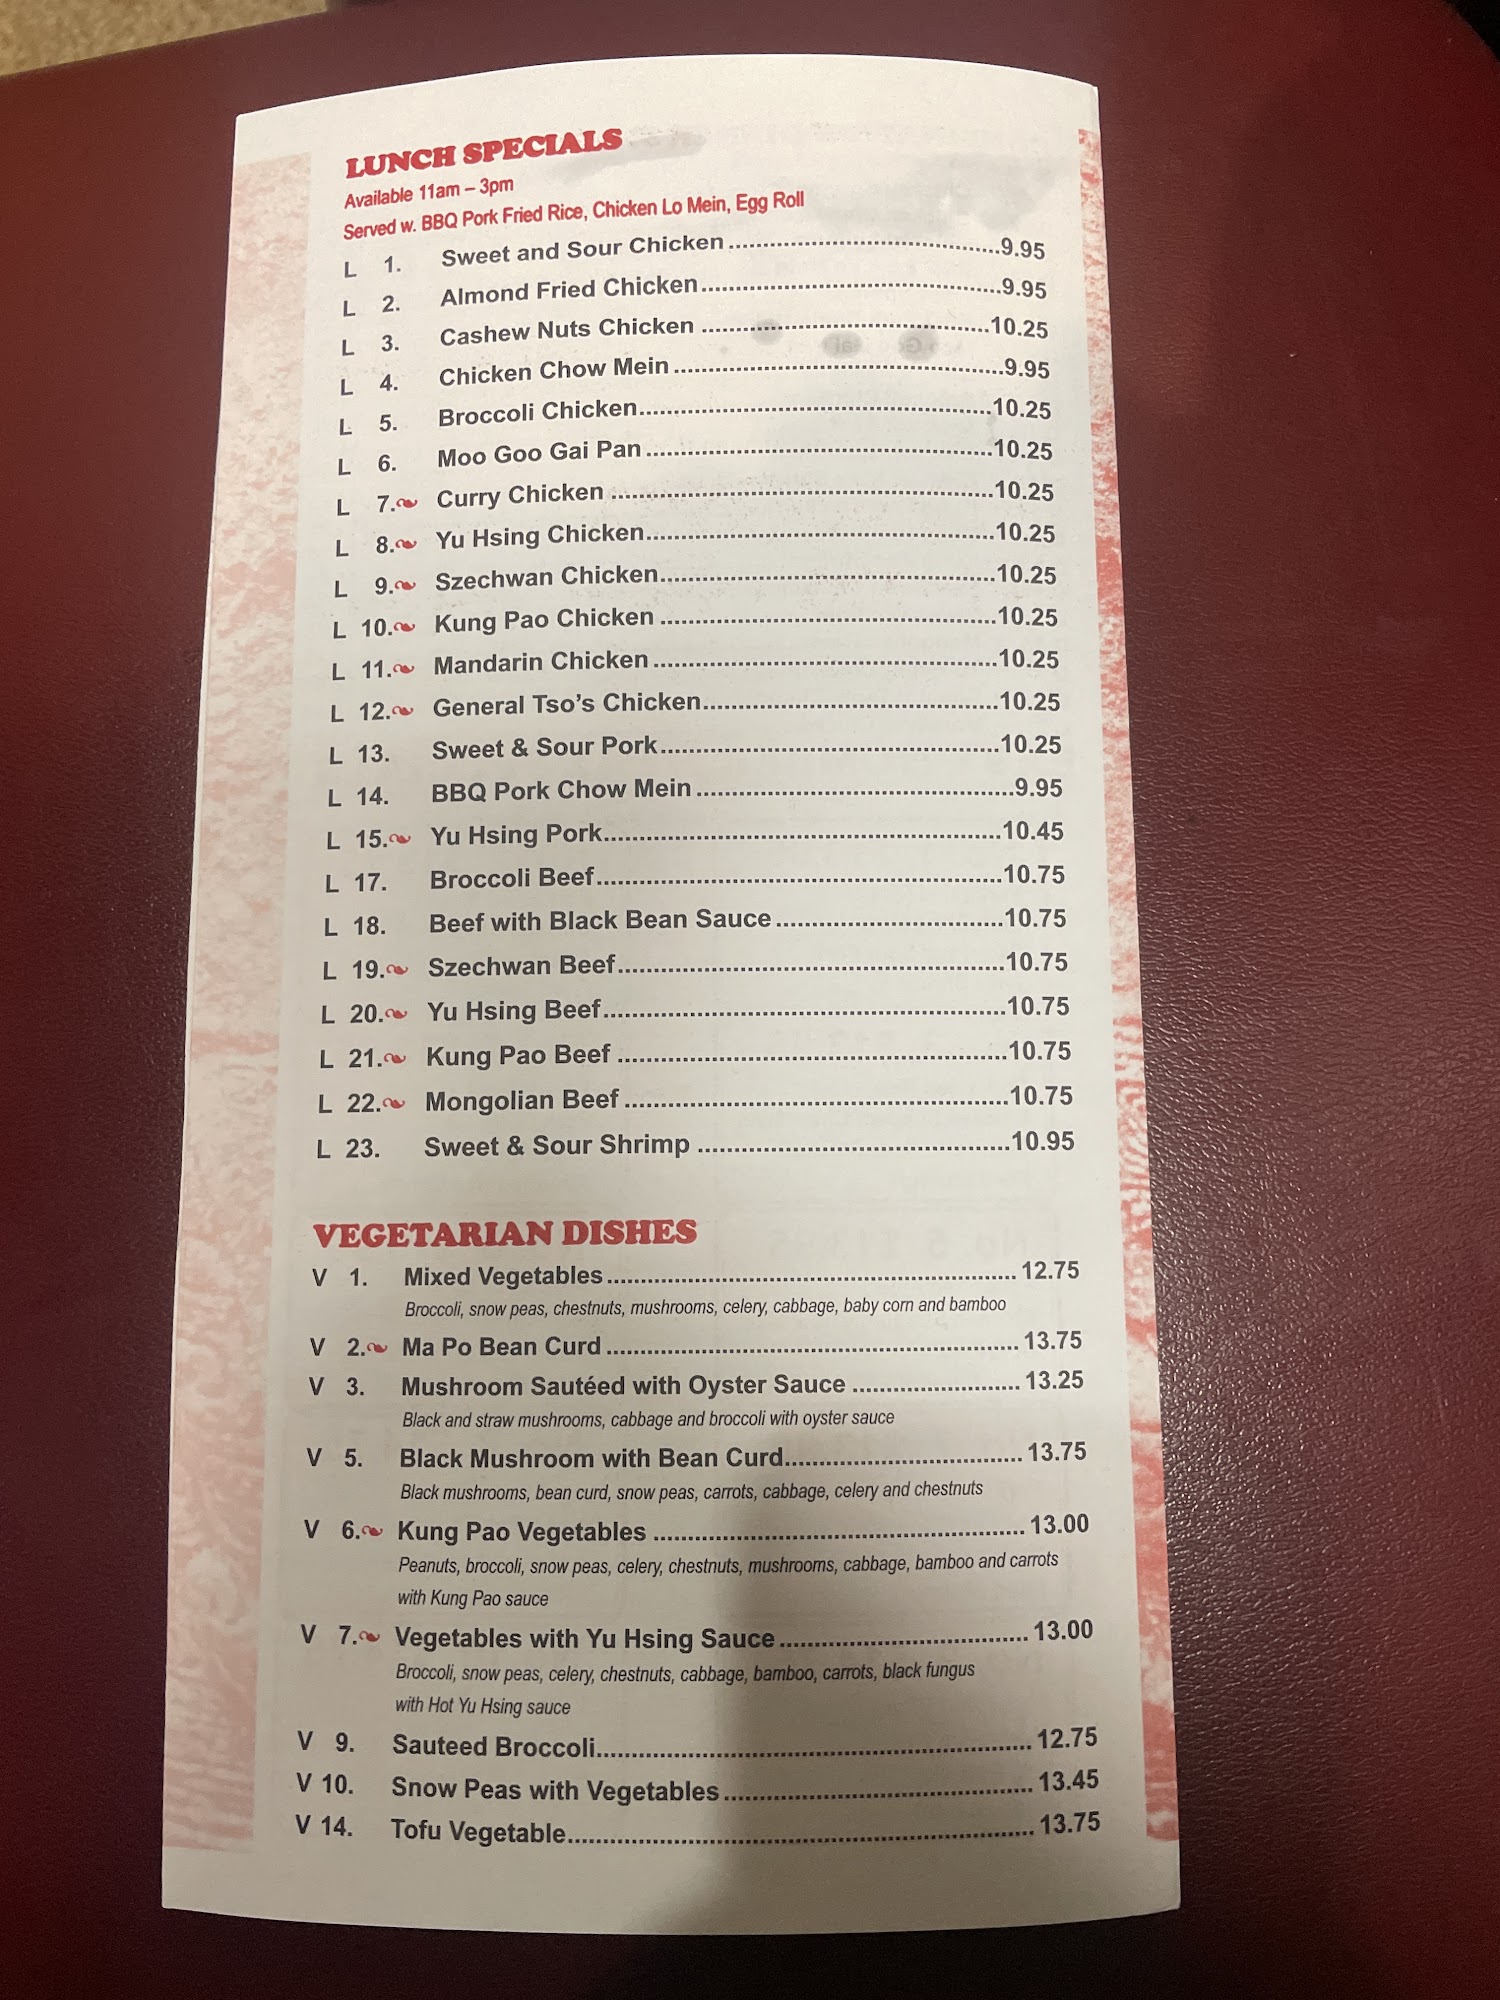 LUNCH SPECIALS
Available 11am – 3pm
Served w. BBQ Pork Fried Rice, Chicken Lo Mein, Egg Roll
L 1. Sweet and Sour Chicken 9.95
L 2. Almond Fried Chicken 9.95
L 3. Cashew Nuts Chicken 10.25
L 4. Chicken Chow Mein 9.95
L 5. Broccoli Chicken 10.25
L 6. Moo Goo Gai Pan 10.25
L 7. Curry Chicken 10.25
L 8. Yu Hsing Chicken 10.25
L 9. Szechwan Chicken 10.25
L 10. Kung Pao Chicken 10.25
L 11. Mandarin Chicken 10.25
L 12. General Tso's Chicken 10.25
L 13. Sweet & Sour Pork 10.25
L 14. BBQ Pork Chow Mein 9.95
L 15. Yu Hsing Pork 10.45
L 17. Broccoli Beef 10.75
L 18. Beef with Black Bean Sauce 10.75
L 19. Szechwan Beef 10.75
L 20. Yu Hsing Beef 10.75
L 21. Kung Pao Beef 10.75
L 22. Mongolian Beef 10.75
L 23. Sweet & Sour Shrimp 10.95
VEGETARIAN DISHES
V 1. Mixed Vegetables 12.75
Broccoli, snow peas, chestnuts, mushrooms, celery, cabbage, baby corn and bamboo
V 2. Ma Po Bean Curd 13.75
V 3. Mushroom Sautéed with Oyster Sauce 13.25
Black and straw mushrooms, cabbage and broccoli with oyster sauce
V 5. Black Mushroom with Bean Curd 13.75
Black mushrooms, bean curd, snow peas, carrots, cabbage, celery and chestnuts
V 6. Kung Pao Vegetables 13.00
Peanuts, broccoli, snow peas, celery, chestnuts, mushrooms, cabbage, bamboo and carrots
with Kung Pao sauce
V 7. Vegetables with Yu Hsing Sauce 13.00
Broccoli, snow peas, celery, chestnuts, cabbage, bamboo, carrots, black fungus
with Hot Yu Hsing sauce
V 9. Sauteed Broccoli 12.75
V 10. Snow Peas with Vegetables 13.45
V 14. Tofu Vegetable 13.75